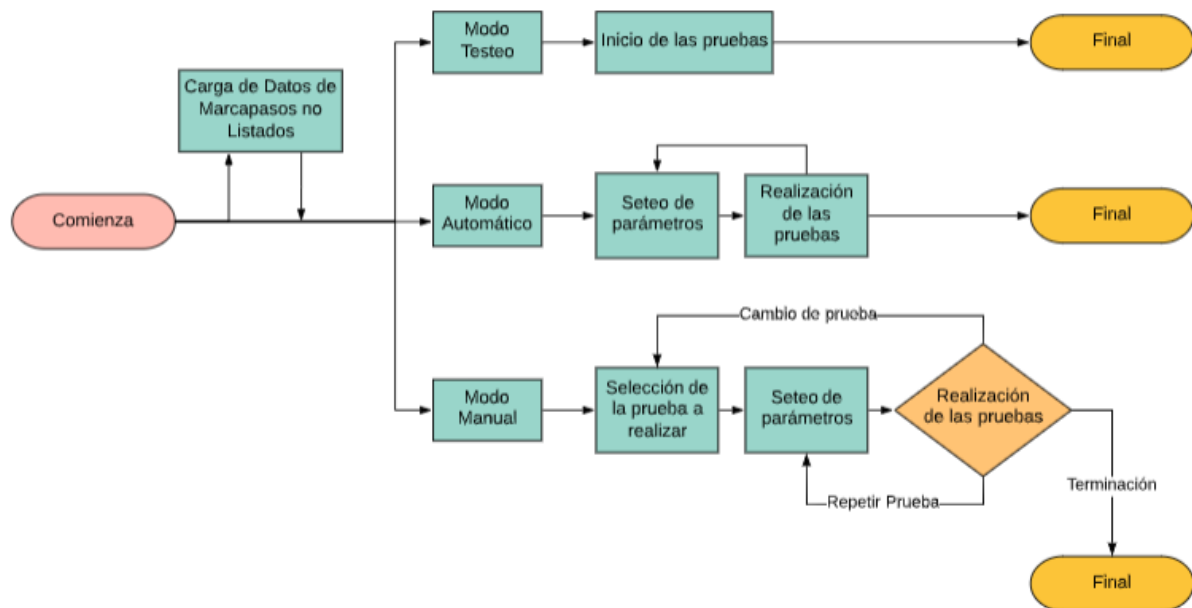 Modo
Testeo
Inicio de las pruebas
Final
Carga de Datos de
Marcapasos no
Listados
Comienza
Modo
Automático
Seteo de
parámetros
Realización
de las
pruebas
Final
Cambio de prueba
Modo
Manual
Selección de
la prueba a
realizar
Seteo de
parámetros
Realización
de las pruebas
Repetir Prueba
Terminación
Final